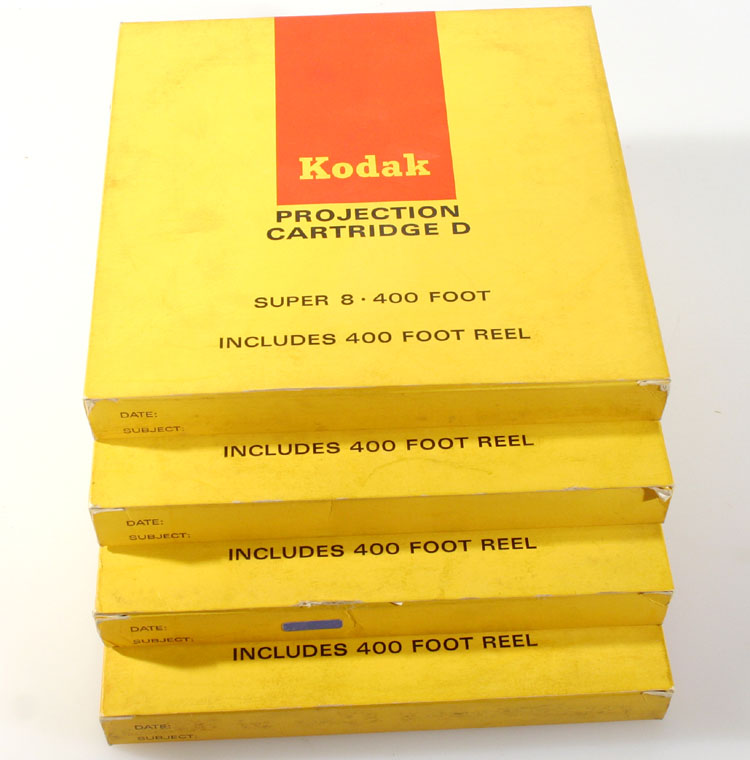 Kodak
PROJECTION
CARTRIDGE D
SUPER 8 · 400 FOOT
INCLUDES 400 FOOT REEL
DATE:
SUBJECT:
INCLUDES 400 FOOT REEL
DATE:
SUBJECT:
INCLUDES 400 FOOT REEL
DATE:
SUBJECT:
INCLUDES 400 FOOT REEL
DATE:
SUBJECT: